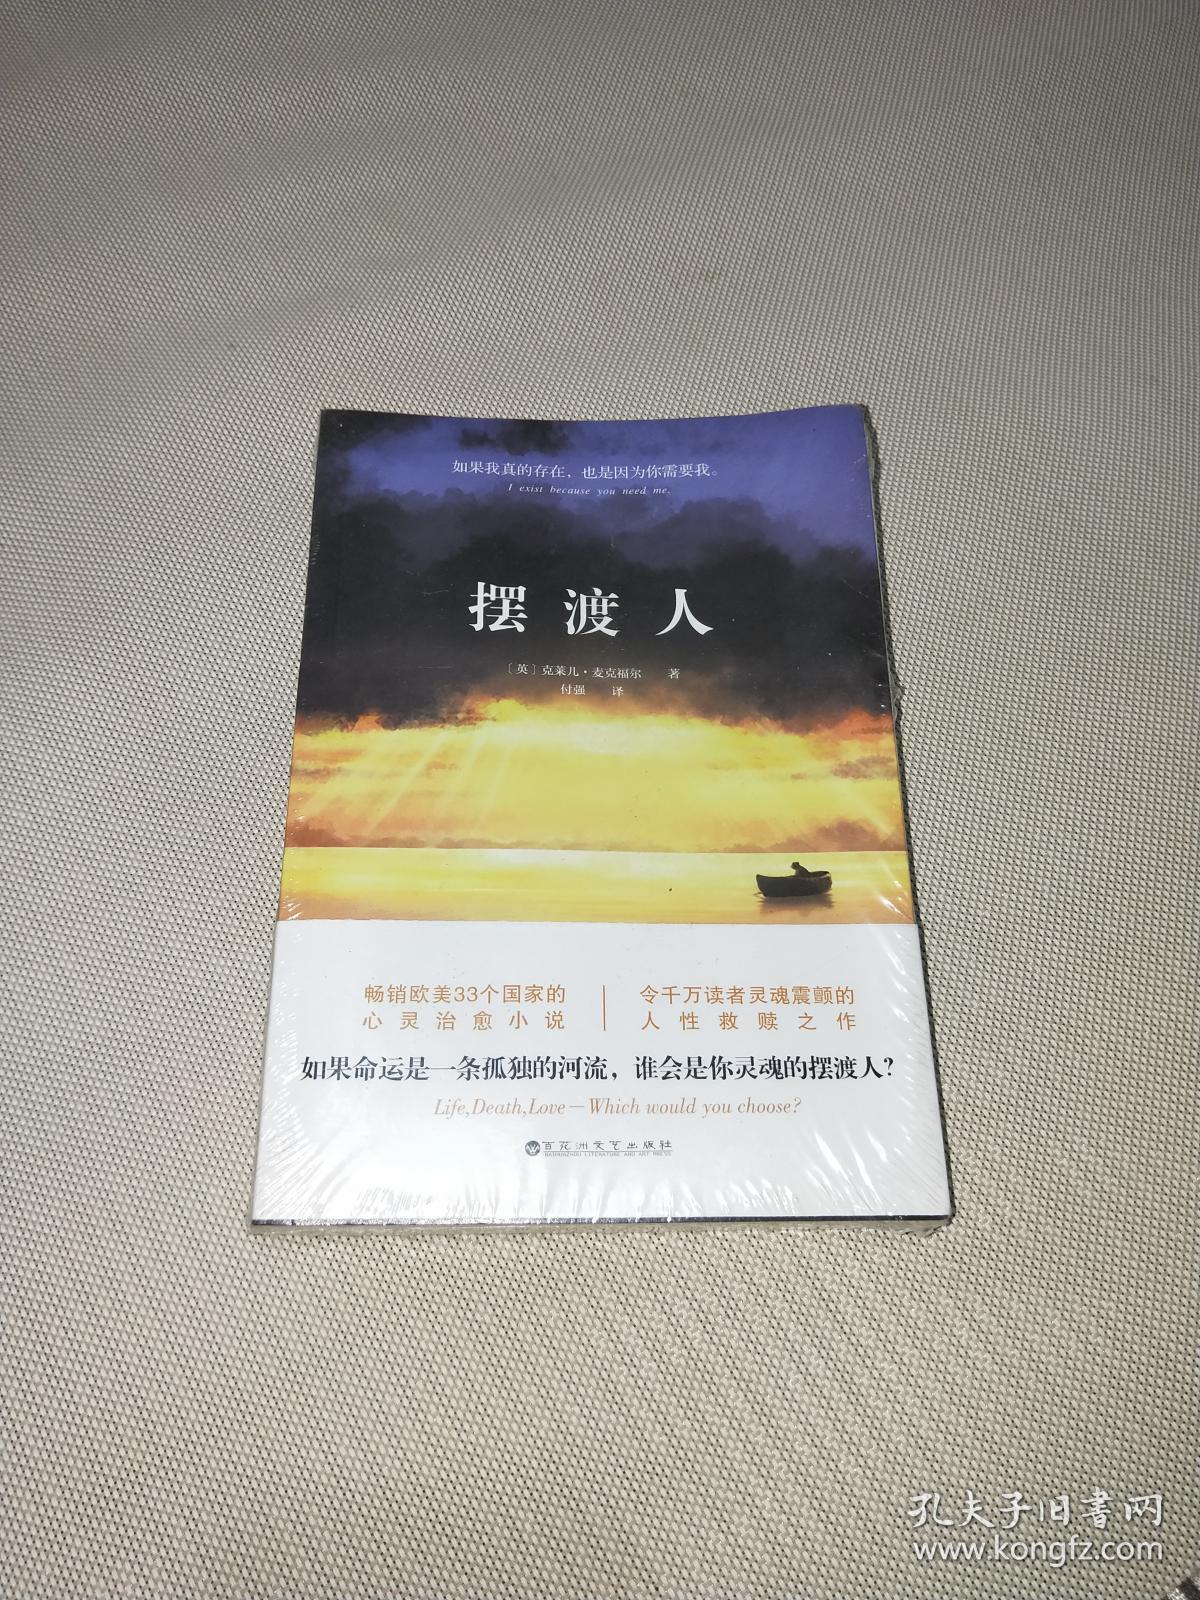 如果我真的存在，也是因为你需要我。
I exist because you need me.
摆渡人
〔英〕克莱儿·麦克福尔 著
付强 译
畅销欧美33个国家的
心灵治愈小说
令千万读者灵魂震颤的
人性救赎之作
如果命运是一条孤独的河流，谁会是你灵魂的摆渡人？
Life,Death,Love—Which would you choose?
百花洲文艺出版社
BAIHUAZHOU LITERATURE AND ART PRESS
孔夫子旧书网
www.kongfz.com